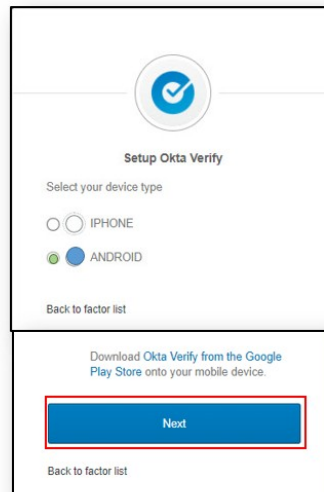 Setup Okta Verify
Select your device type
IPHONE
ANDROID
Back to factor list
Download Okta Verify from the Google
Play Store onto your mobile device.
Next
Back to factor list